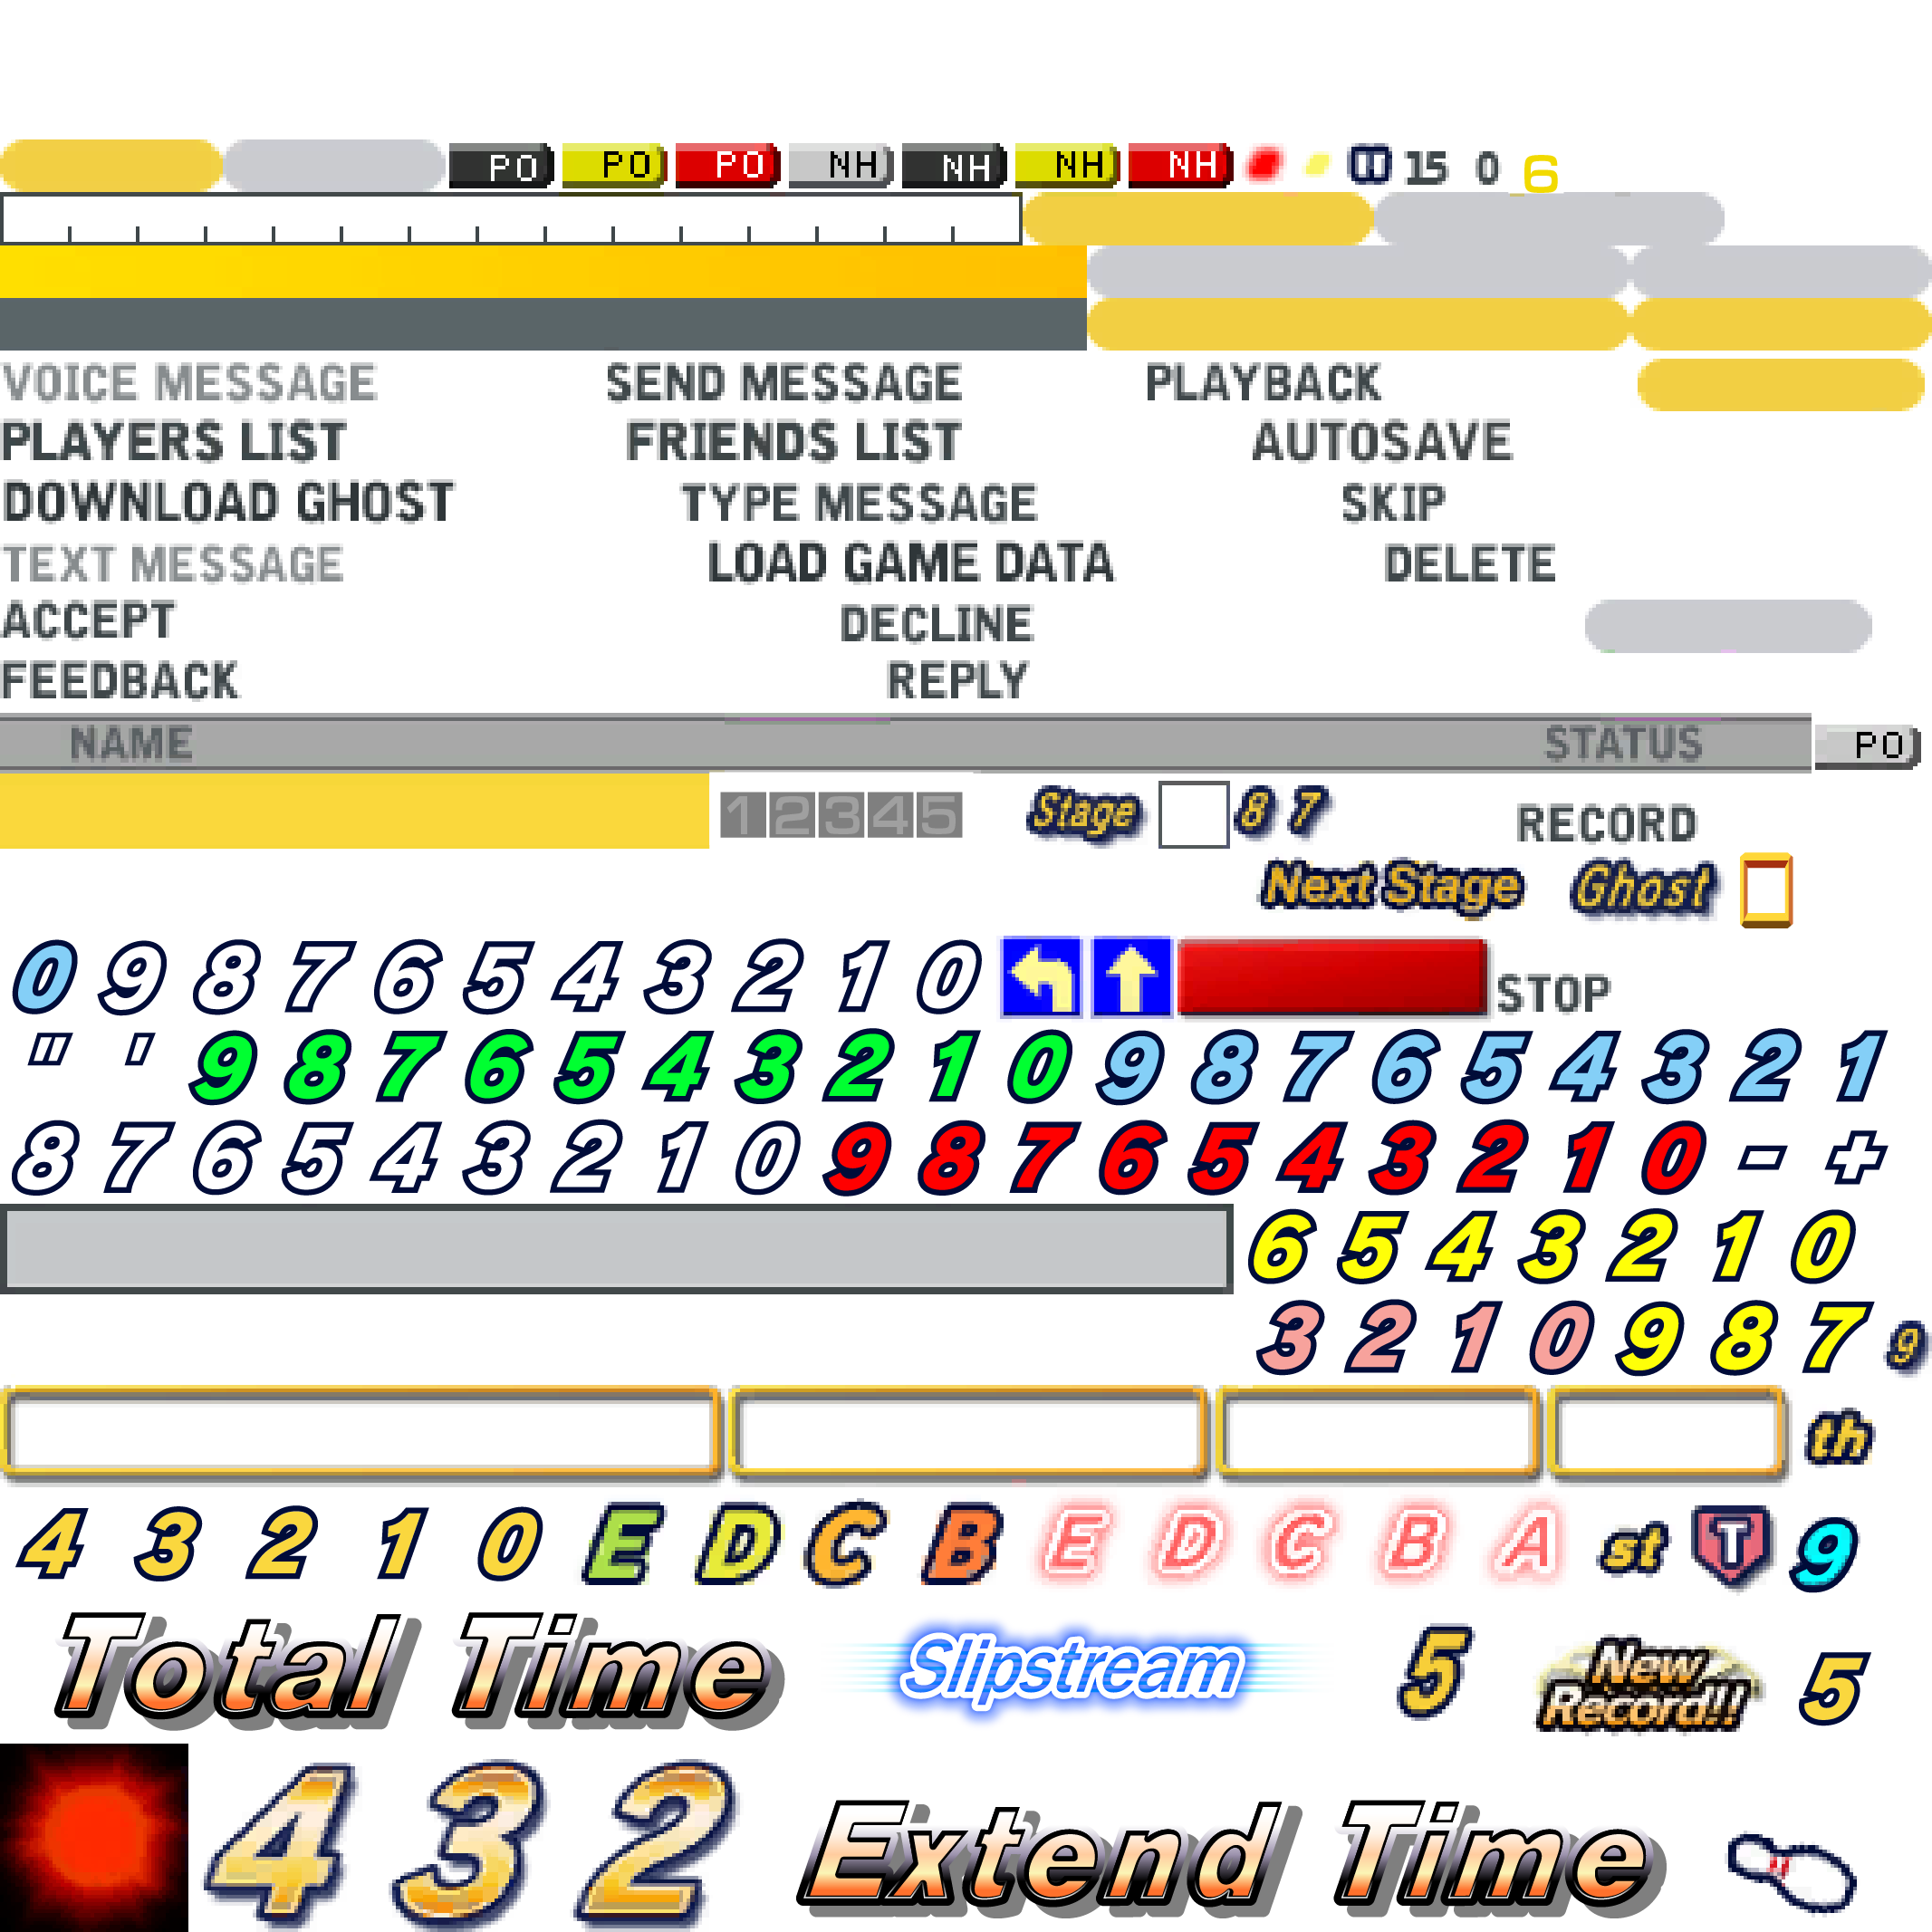 PO PO PO NH NH NH NH 15 0 6
VOICE MESSAGE SEND MESSAGE PLAYBACK
PLAYERS LIST FRIENDS LIST AUTOSAVE
DOWNLOAD GHOST TYPE MESSAGE SKIP
TEXT MESSAGE LOAD GAME DATA DELETE
ACCEPT DECLINE
FEEDBACK REPLY
NAME STATUS PO
1 2 3 4 5 Stage 8 7 RECORD
Next Stage Ghost
0 9 8 7 6 5 4 3 2 1 0 STOP
" ' 9 8 7 6 5 4 3 2 1 0 9 8 7 6 5 4 3 2 1
8 7 6 5 4 3 2 1 0 9 8 7 6 5 4 3 2 1 0 - +
6 5 4 3 2 1 0
3 2 1 0 9 8 7 9
th
4 3 2 1 0 E D C B E D C B A st T 9
Total Time Slipstream 5 New Record!! 5
4 3 2 Extend Time